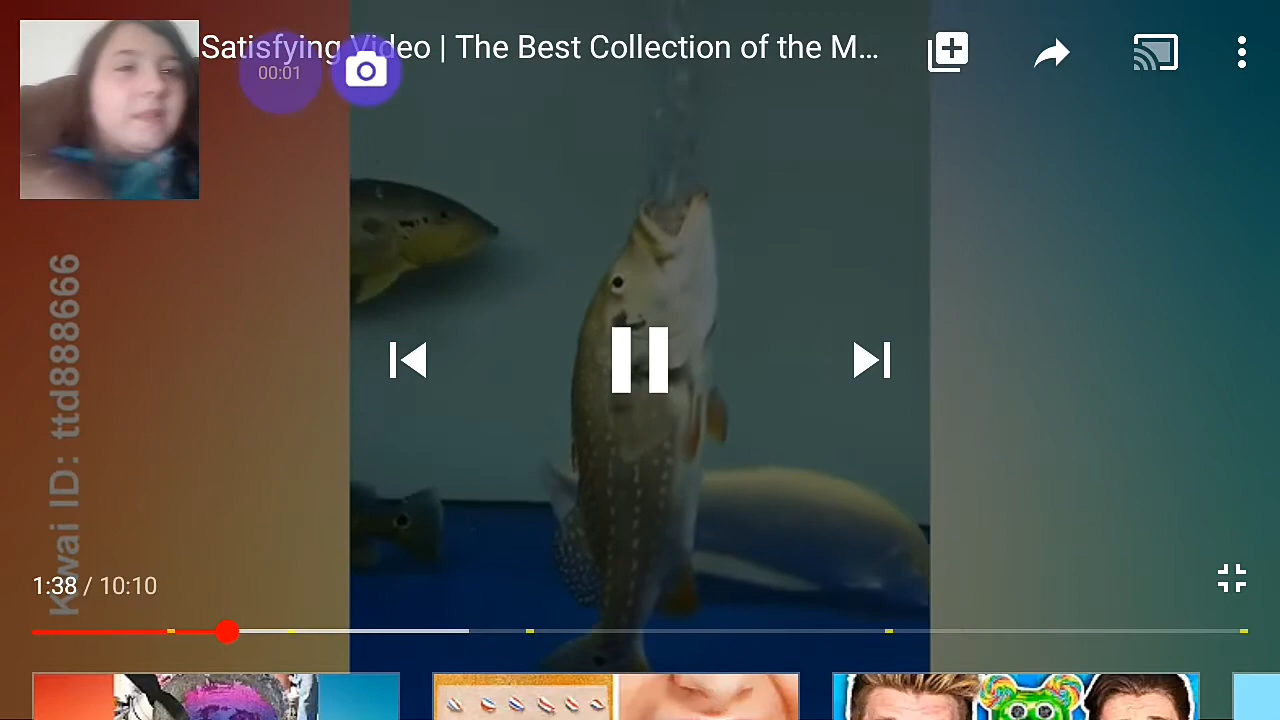 Satisfying Video | The Best Collection of the M...
00:01
Kwai ID: ttd888666
1:38 / 10:10